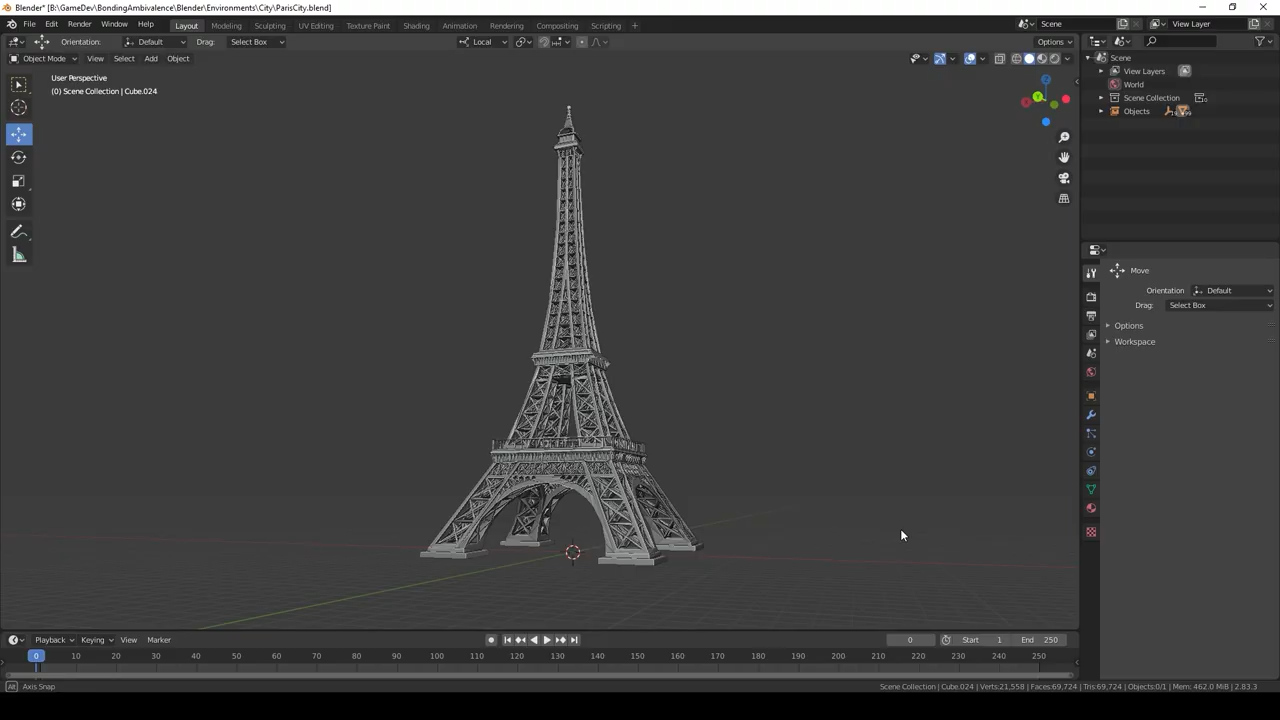 Blender* [B:\GameDev\BondingAmbivalence\Blender\Environments\City\ParisCity.blend]
File Edit Render Window Help Layout Modeling Sculpting UV Editing Texture Paint Shading Animation Rendering Compositing Scripting + Scene View Layer
Orientation: Default Drag: Select Box Local Options
Object Mode View Select Add Object
User Perspective
(0) Scene Collection | Cube.024
Scene
View Layers
World
Scene Collection
Objects
Move
Orientation Default
Drag: Select Box
Options
Workspace
Playback Keying View Marker 0 Start 1 End 250
0 10 20 30 40 50 60 70 80 90 100 110 120 130 140 150 160 170 180 190 200 210 220 230 240 250
Alt Axis Snap Scene Collection | Cube.024 | Verts:21,558 | Faces:69,724 | Tris:69,724 | Objects:0/1 | Mem: 462.0 MiB | 2.83.3